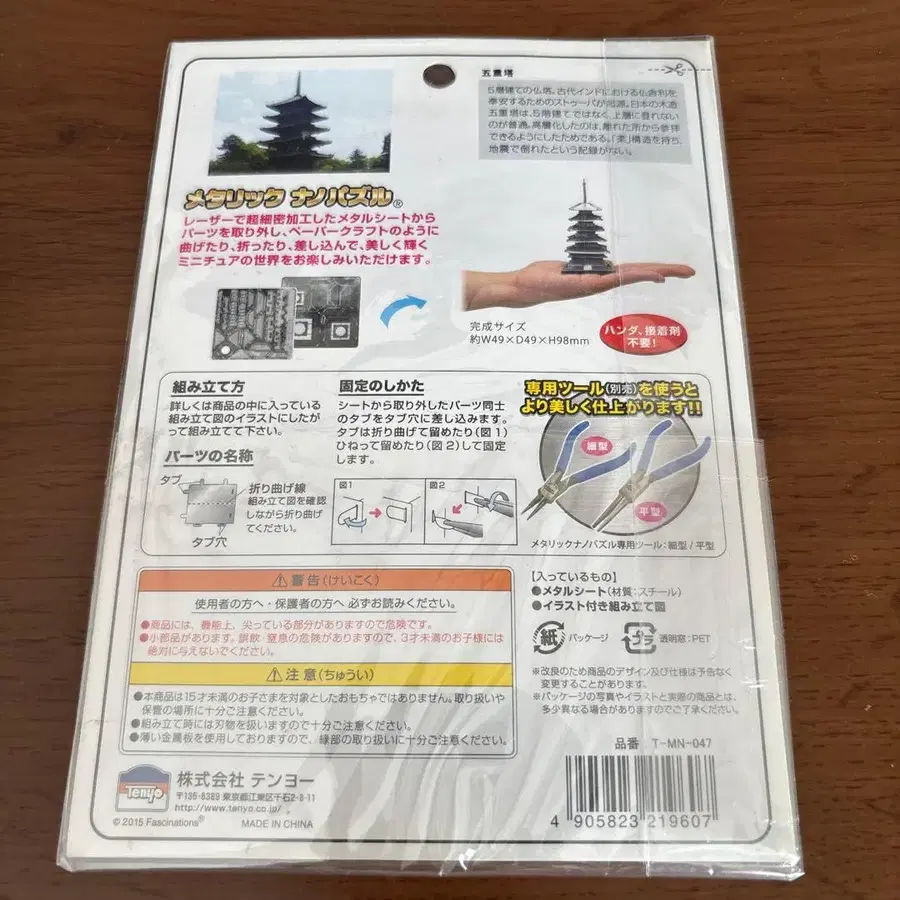 五重塔
5層建ての仏塔。古代インドにおける仏舎利を
奉安するためのストゥーパが起源。日本の木造
五重塔は、5階建てではなく、上層に登れない
のが普通。高層化したのは、離れた所から参拝
できるようにしたためである。「柔」構造を持ち、
地震で倒れたという記録がない。
メタリック ナノパズル®
レーザーで超細密加工したメタルシートから
パーツを取り外し、ペーパークラフトのように
曲げたり、折ったり、差し込んで、美しく輝く
ミニチュアの世界をお楽しみいただけます。
完成サイズ
約W49×D49×H98mm
ハンダ、接着剤
不要!
組み立て方
詳しくは商品の中に入っている
組み立て図のイラストにしたが
って組み立てて下さい。
パーツの名称
タブ
折り曲げ線
組み立て図を確認
しながら折り曲げ
てください。
タブ穴
固定のしかた
シートから取り外したパーツ同士
のタブをタブ穴に差し込みます。
タブは折り曲げて留めたり(図1)
ひねって留めたり(図2)して固定
します。
図1
図2
専用ツール(別売)を使うと
より美しく仕上がります!!
細型
平型
メタリックナノパズル専用ツール:細型/平型
⚠警告(けいこく)
使用者の方へ・保護者の方へ 必ずお読みください。
●商品には、機能上、尖っている部分がありますので危険です。
●小部品があります。誤飲・窒息の危険がありますので、3才未満のお子様には
絶対に与えないでください。
⚠注意(ちゅうい)
●本商品は15才未満のお子さまを対象としたおもちゃではありません。取り扱いや
保管の場所に十分ご注意ください。
●組み立て時には刃物を扱いますので十分ご注意ください。
●薄い金属板を使用しておりますので、縁部の取り扱いに十分ご注意ください。
【入っているもの】
●メタルシート(材質:スチール)
●イラスト付き組み立て図
紙 パッケージ
プラ 透明窓:PET
※改良のため商品のデザイン及び仕様は予告なく
変更することがあります。
※パッケージの写真やイラストと実際の商品とは、
多少異なる場合がありますのでご了承ください。
品番 T-MN-047
Tenyo
株式会社 テンヨー
〒135-8389 東京都江東区千石2-8-11
http://www.tenyo.co.jp/
© 2015 Fascinations®
MADE IN CHINA
4 905823 219607